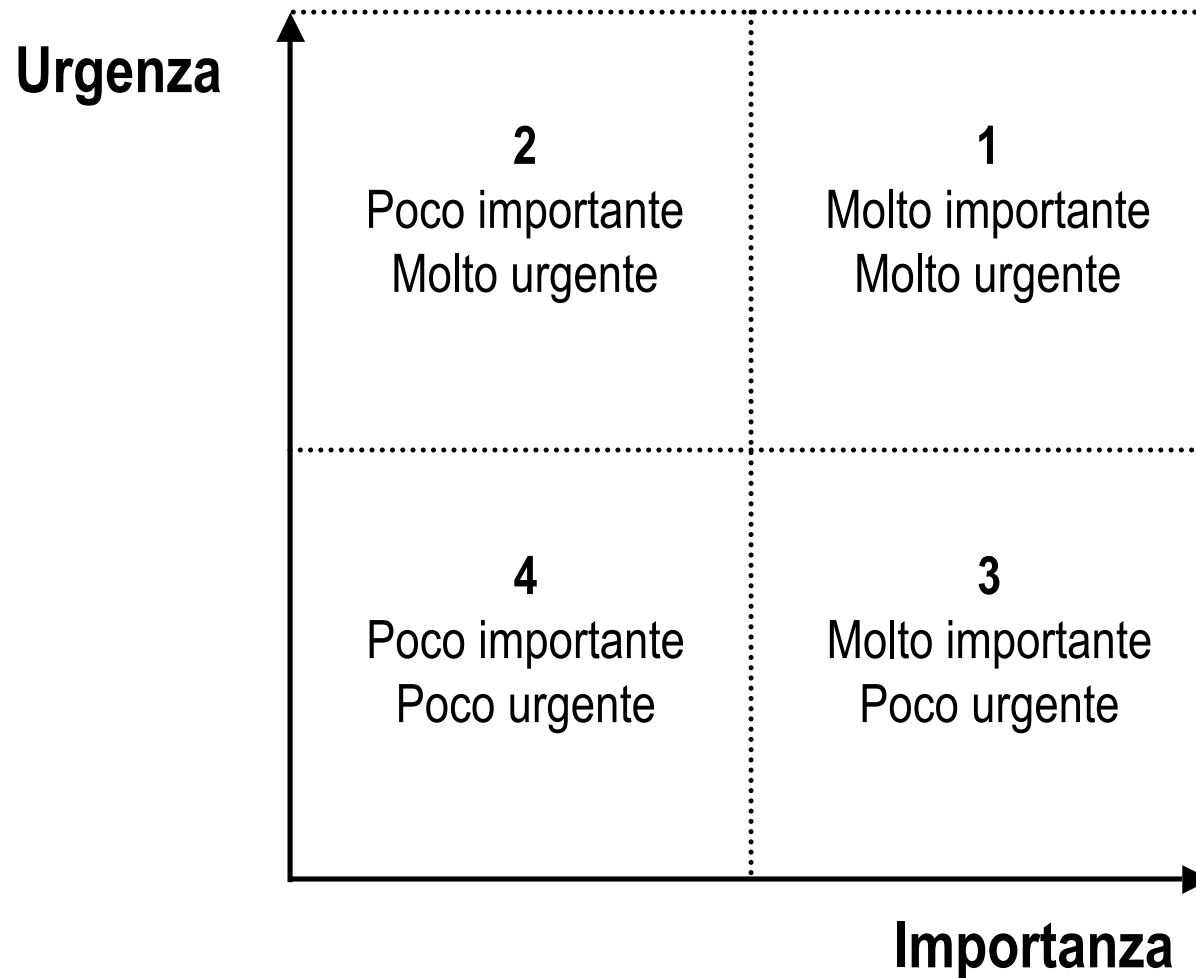 Urgenza
2
Poco importante
Molto urgente
1
Molto importante
Molto urgente
4
Poco importante
Poco urgente
3
Molto importante
Poco urgente
Importanza